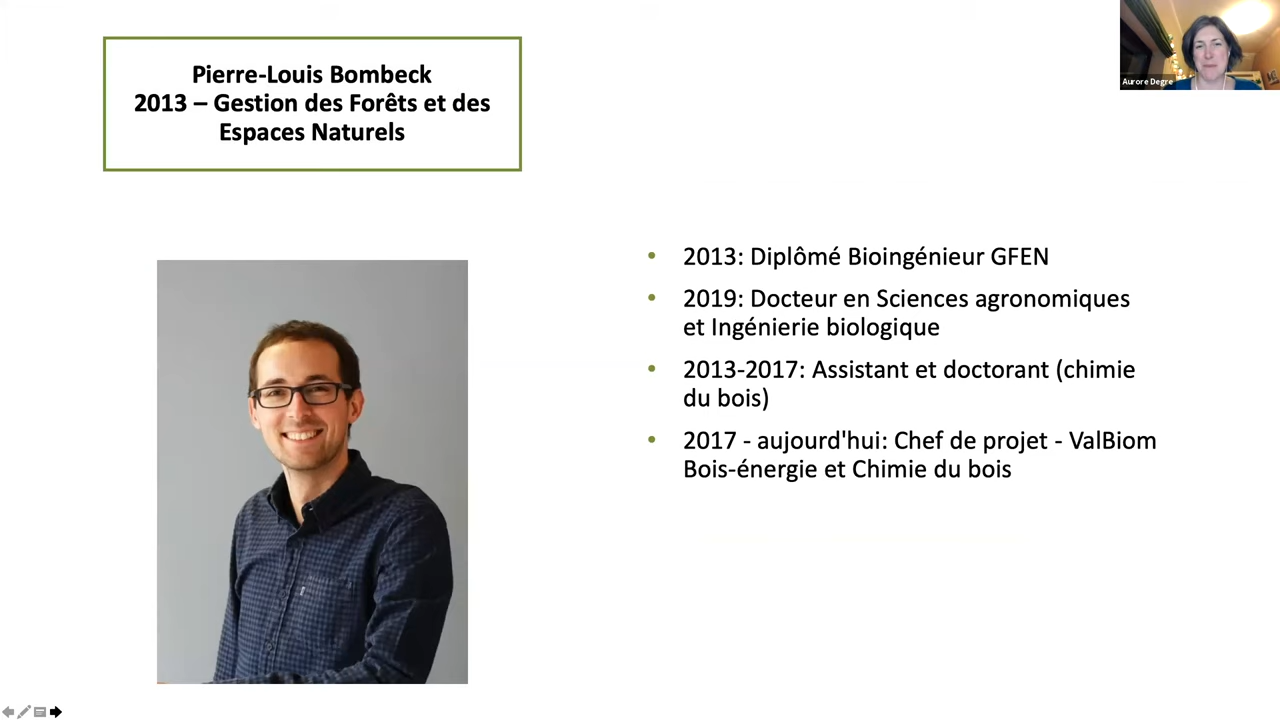 Pierre-Louis Bombeck
2013 – Gestion des Forêts et des
Espaces Naturels
Aurore Degre
• 2013: Diplômé Bioingénieur GFEN
• 2019: Docteur en Sciences agronomiques
et Ingénierie biologique
• 2013-2017: Assistant et doctorant (chimie
du bois)
• 2017 - aujourd'hui: Chef de projet - ValBiom
Bois-énergie et Chimie du bois